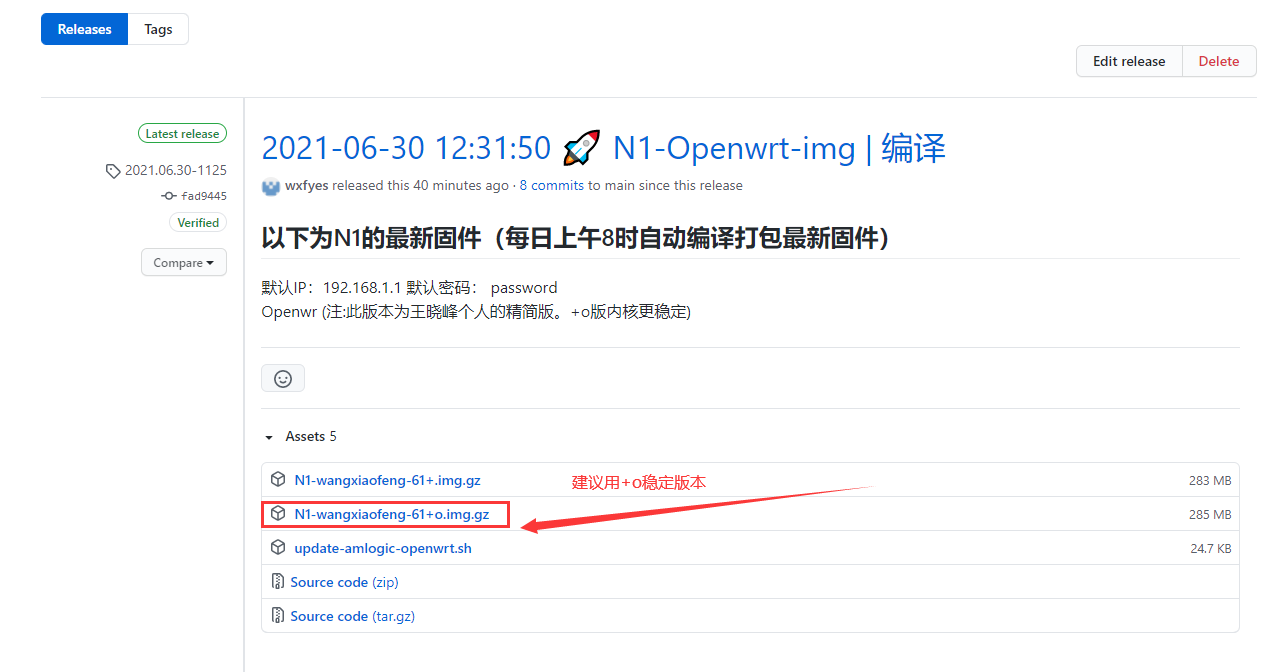 Releases Tags
Edit release Delete
Latest release
2021.06.30-1125
fad9445
Verified
Compare
2021-06-30 12:31:50 🚀 N1-Openwrt-img | 编译
wxfyes released this 40 minutes ago · 8 commits to main since this release
以下为N1的最新固件（每日上午8时自动编译打包最新固件）
默认IP：192.168.1.1 默认密码： password
Openwr (注:此版本为王晓峰个人的精简版。+o版内核更稳定)
Assets 5
N1-wangxiaofeng-61+.img.gz 283 MB
建议用+o稳定版本
N1-wangxiaofeng-61+o.img.gz 285 MB
update-amlogic-openwrt.sh 24.7 KB
Source code (zip)
Source code (tar.gz)